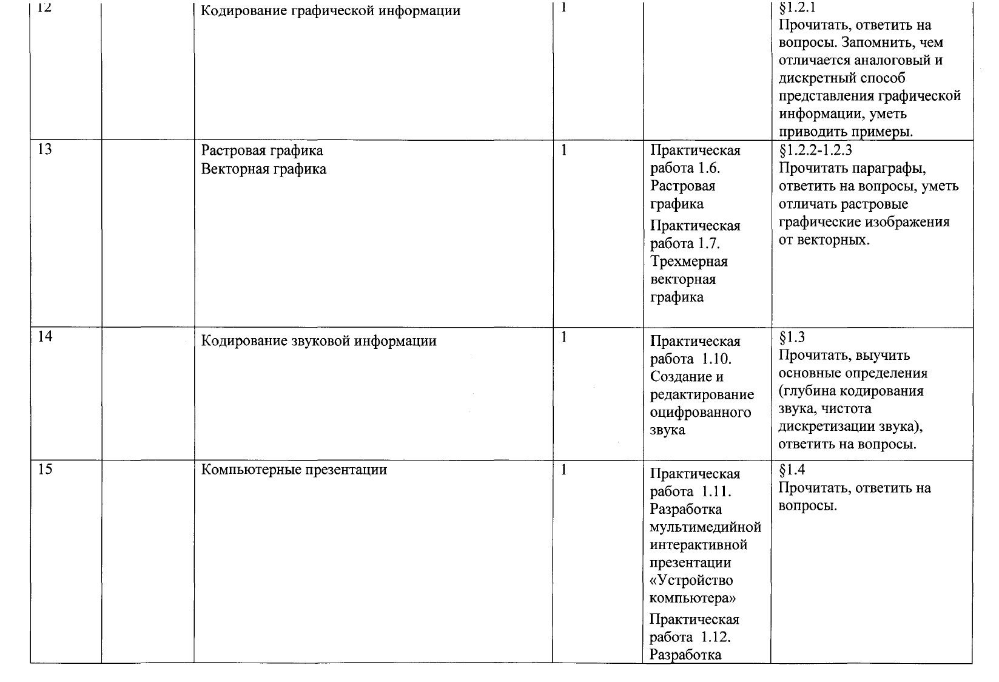 12
Кодирование графической информации
1
§1.2.1
Прочитать, ответить на
вопросы. Запомнить, чем
отличается аналоговый и
дискретный способ
представления графической
информации, уметь
приводить примеры.
13
Растровая графика
Векторная графика
1
Практическая
работа 1.6.
Растровая
графика
Практическая
работа 1.7.
Трехмерная
векторная
графика
§1.2.2-1.2.3
Прочитать параграфы,
ответить на вопросы, уметь
отличать растровые
графические изображения
от векторных.
14
Кодирование звуковой информации
1
Практическая
работа 1.10.
Создание и
редактирование
оцифрованного
звука
§1.3
Прочитать, выучить
основные определения
(глубина кодирования
звука, чистота
дискретизации звука),
ответить на вопросы.
15
Компьютерные презентации
1
Практическая
работа 1.11.
Разработка
мультимедийной
интерактивной
презентации
«Устройство
компьютера»
Практическая
работа 1.12.
Разработка
§1.4
Прочитать, ответить на
вопросы.